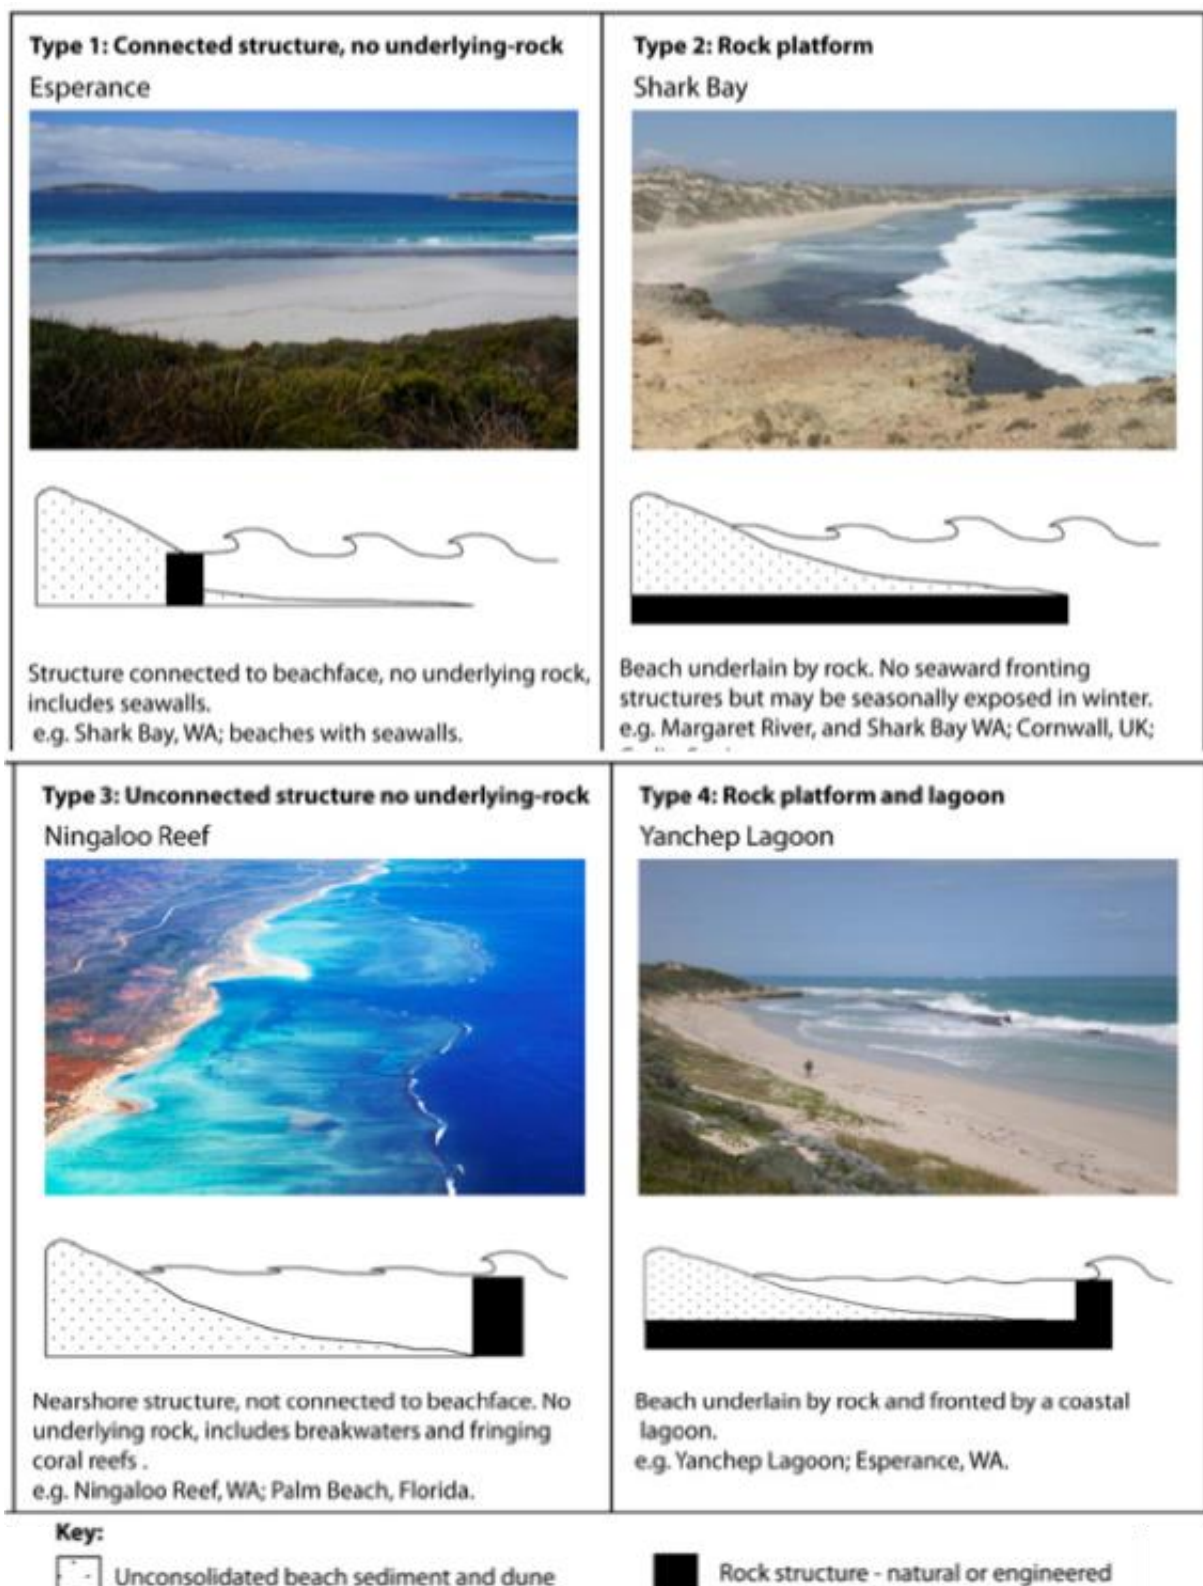 Type 1: Connected structure, no underlying-rock
Esperance
Structure connected to beachface, no underlying rock,
includes seawalls.
e.g. Shark Bay, WA; beaches with seawalls.
Type 2: Rock platform
Shark Bay
Beach underlain by rock. No seaward fronting
structures but may be seasonally exposed in winter.
e.g. Margaret River, and Shark Bay WA; Cornwall, UK;
Type 3: Unconnected structure no underlying-rock
Ningaloo Reef
Nearshore structure, not connected to beachface. No
underlying rock, includes breakwaters and fringing
coral reefs .
e.g. Ningaloo Reef, WA; Palm Beach, Florida.
Type 4: Rock platform and lagoon
Yanchep Lagoon
Beach underlain by rock and fronted by a coastal
lagoon.
e.g. Yanchep Lagoon; Esperance, WA.
Key:
Unconsolidated beach sediment and dune
Rock structure - natural or engineered